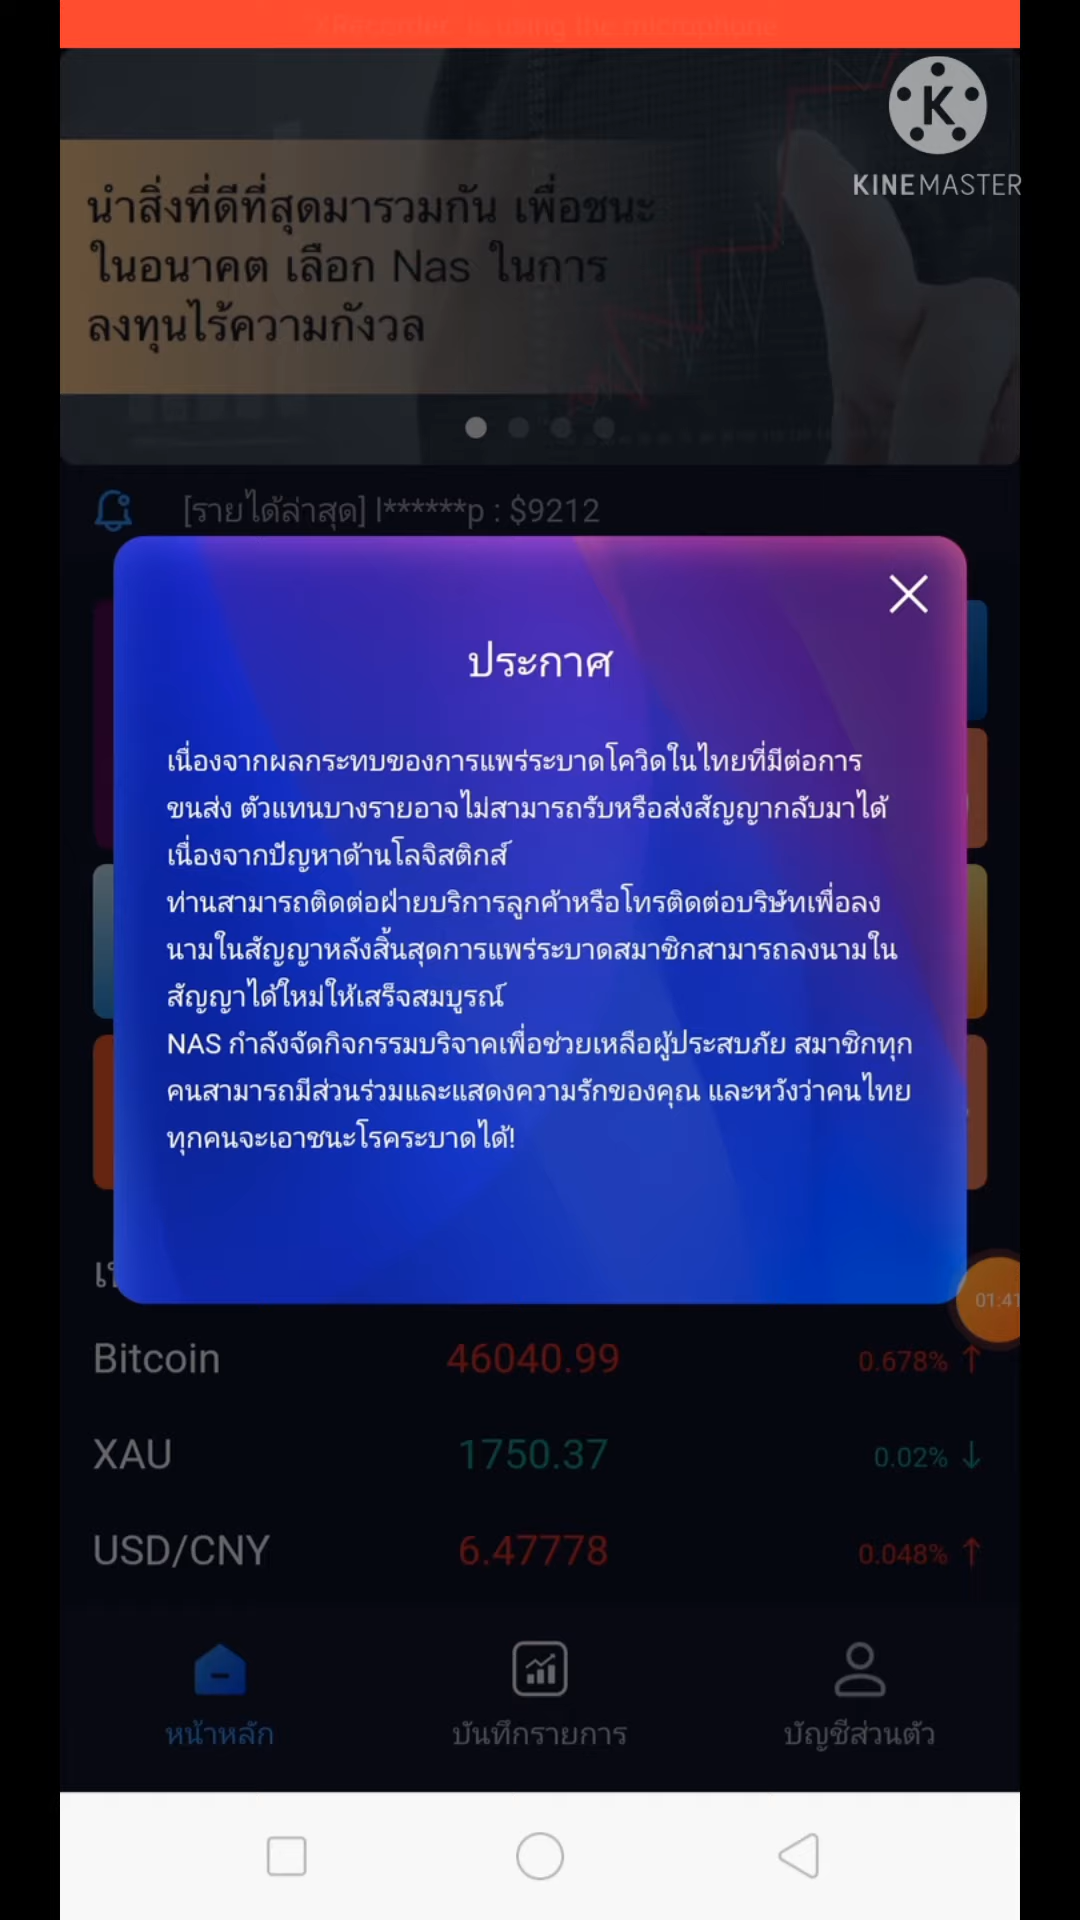 XRecorder is using the microphone
KINEMASTER
นำสิ่งที่ดีที่สุดมารวมกัน เพื่อชนะ
ในอนาคต เลือก Nas ในการ
ลงทุนไร้ความกังวล
[รายได้ล่าสุด] l******p : $9212
ประกาศ
เนื่องจากผลกระทบของการแพร่ระบาดโควิดในไทยที่มีต่อการ
ขนส่ง ตัวแทนบางรายอาจไม่สามารถรับหรือส่งสัญญากลับมาได้
เนื่องจากปัญหาด้านโลจิสติกส์
ท่านสามารถติดต่อฝ่ายบริการลูกค้าหรือโทรติดต่อบริษัทเพื่อลง
นามในสัญญาหลังสิ้นสุดการแพร่ระบาดสมาชิกสามารถลงนามใน
สัญญาได้ใหม่ให้เสร็จสมบูรณ์
NAS กำลังจัดกิจกรรมบริจาคเพื่อช่วยเหลือผู้ประสบภัย สมาชิกทุก
คนสามารถมีส่วนร่วมและแสดงความรักของคุณ และหวังว่าคนไทย
ทุกคนจะเอาชนะโรคระบาดได้!
01:41
Bitcoin 46040.99 0.678% ↑
XAU 1750.37 0.02% ↓
USD/CNY 6.47778 0.048% ↑
หน้าหลัก บันทึกรายการ บัญชีส่วนตัว